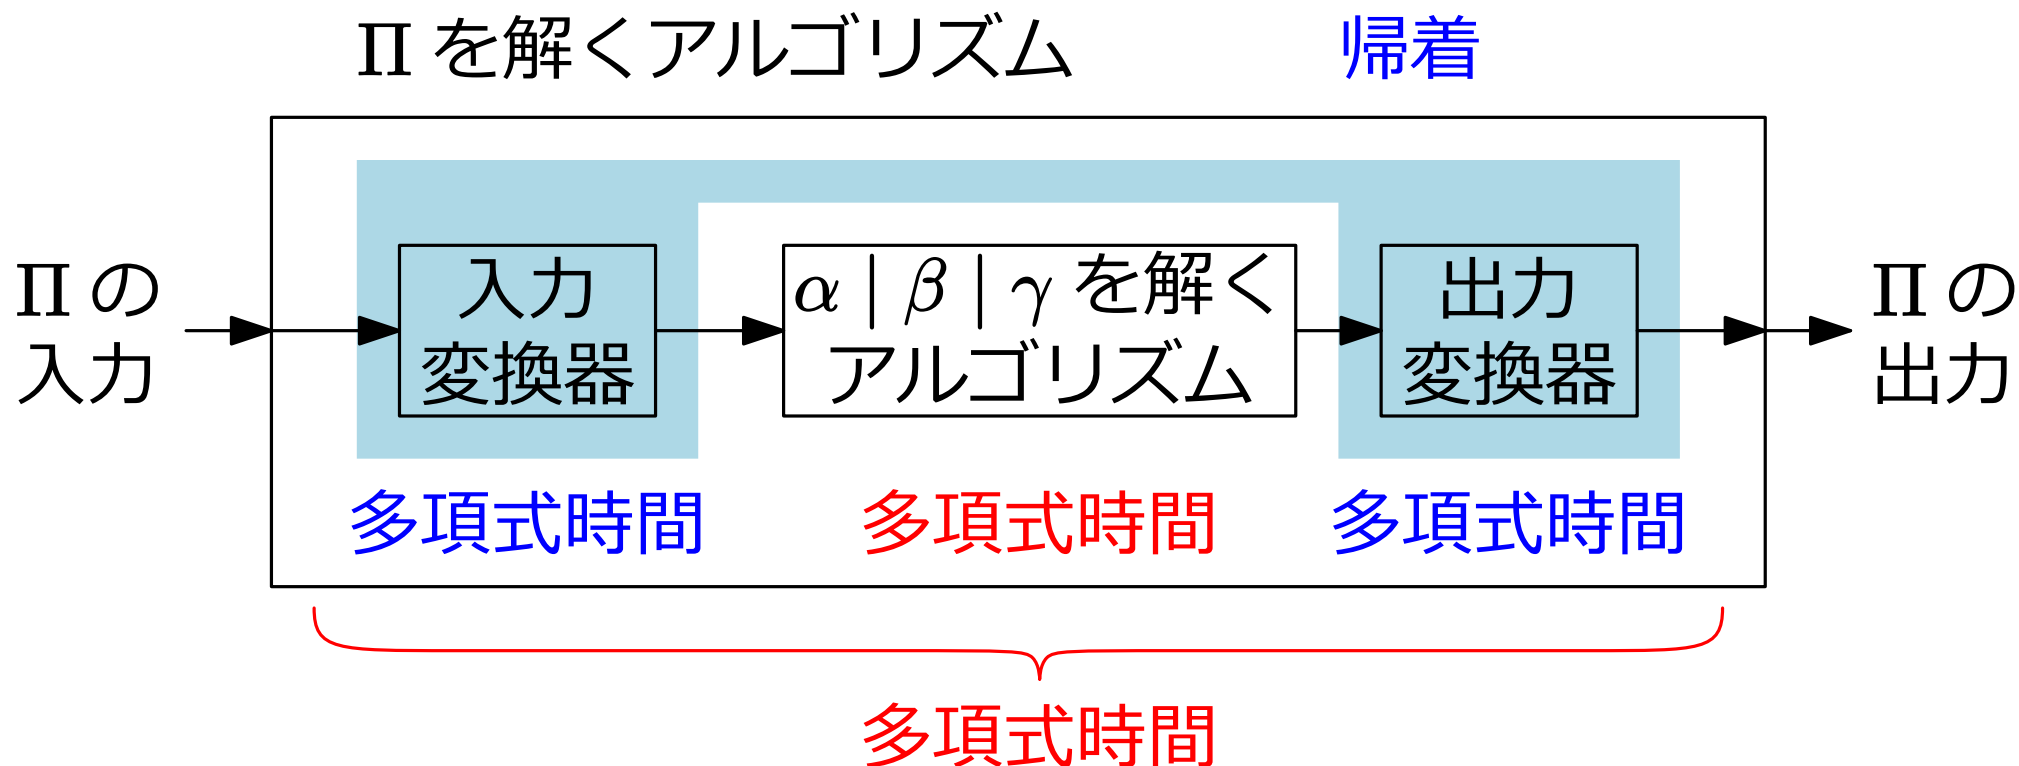 Π を解くアルゴリズム
帰着
Π の
入力
入力
変換器
α | β | γ を解く
アルゴリズム
出力
変換器
Π の
出力
多項式時間
多項式時間
多項式時間
多項式時間